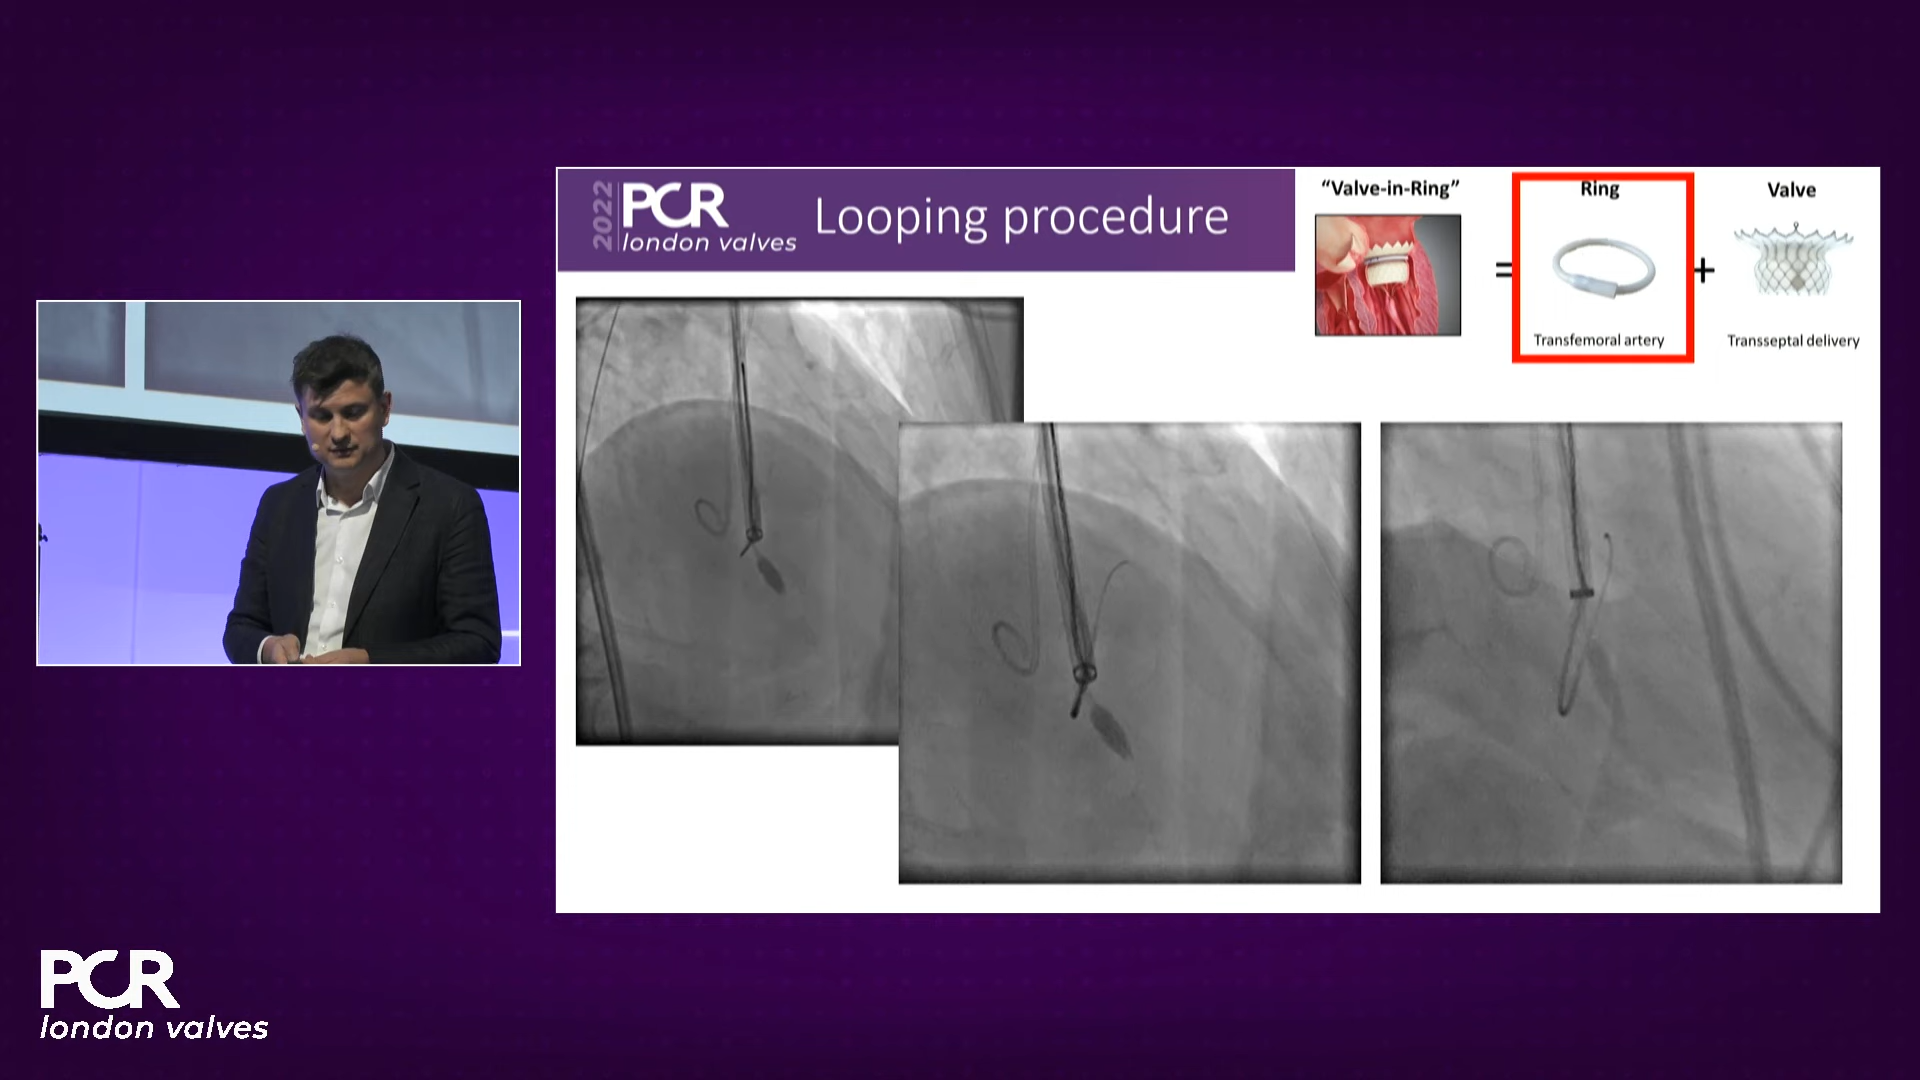 2022
PCR
london valves
Looping procedure
“Valve-in-Ring”
=
Ring
Transfemoral artery
+
Valve
Transseptal delivery
PCR
london valves